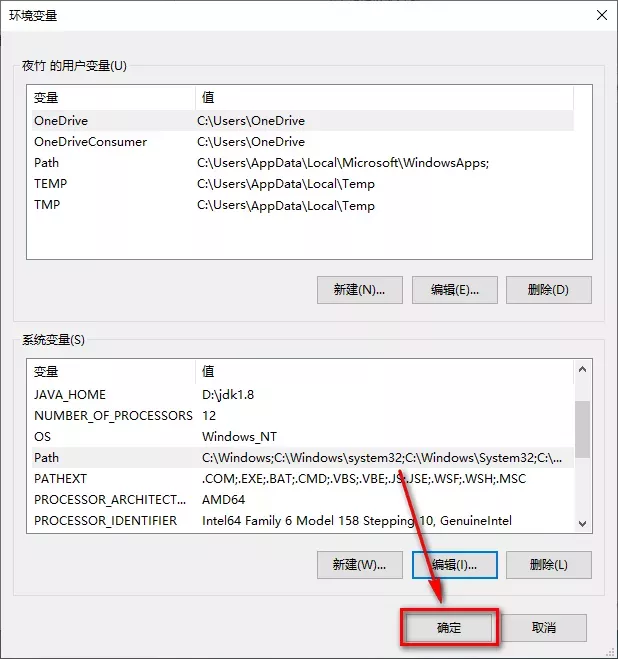 环境变量
夜竹 的用户变量(U)
变量 值
OneDrive C:\Users\OneDrive
OneDriveConsumer C:\Users\OneDrive
Path C:\Users\AppData\Local\Microsoft\WindowsApps;
TEMP C:\Users\AppData\Local\Temp
TMP C:\Users\AppData\Local\Temp
新建(N)... 编辑(E)... 删除(D)
系统变量(S)
变量 值
JAVA_HOME D:\jdk1.8
NUMBER_OF_PROCESSORS 12
OS Windows_NT
Path C:\Windows;C:\Windows\system32;C:\Windows\System32;C:\...
PATHEXT .COM;.EXE;.BAT;.CMD;.VBS;.VBE;.JS;.JSE;.WSF;.WSH;.MSC
PROCESSOR_ARCHITECT... AMD64
PROCESSOR_IDENTIFIER Intel64 Family 6 Model 158 Stepping 10, GenuineIntel
新建(W)... 编辑(I)... 删除(L)
确定 取消